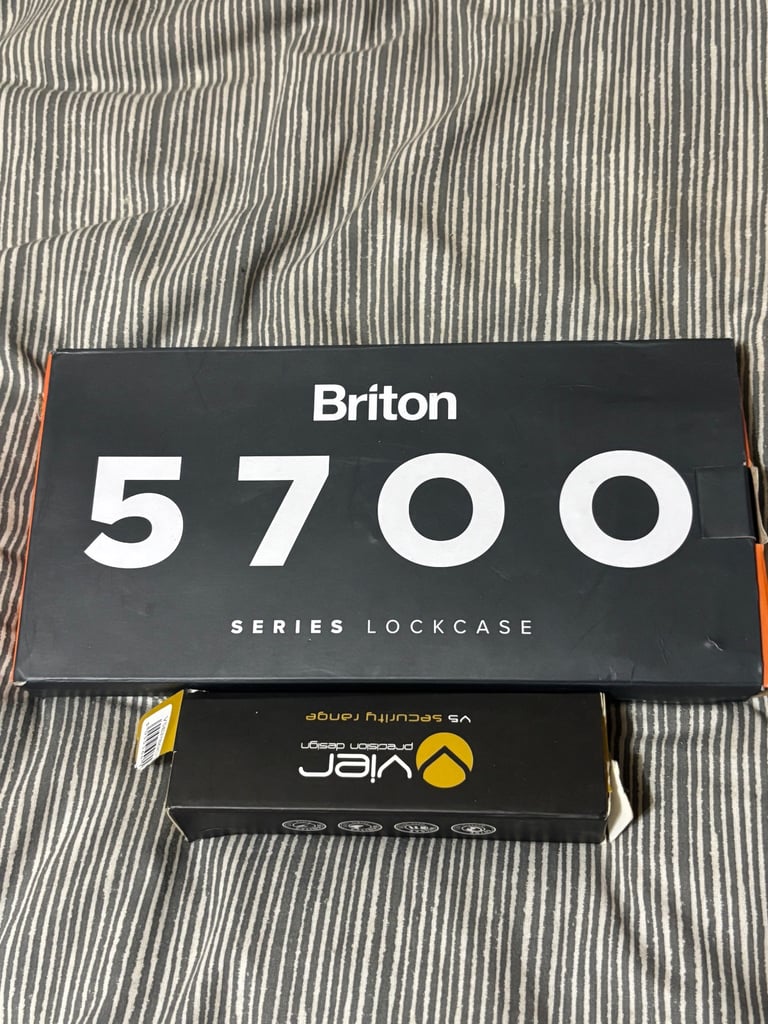 Briton
5700
SERIES LOCKCASE
vier
precision design
V5 security range